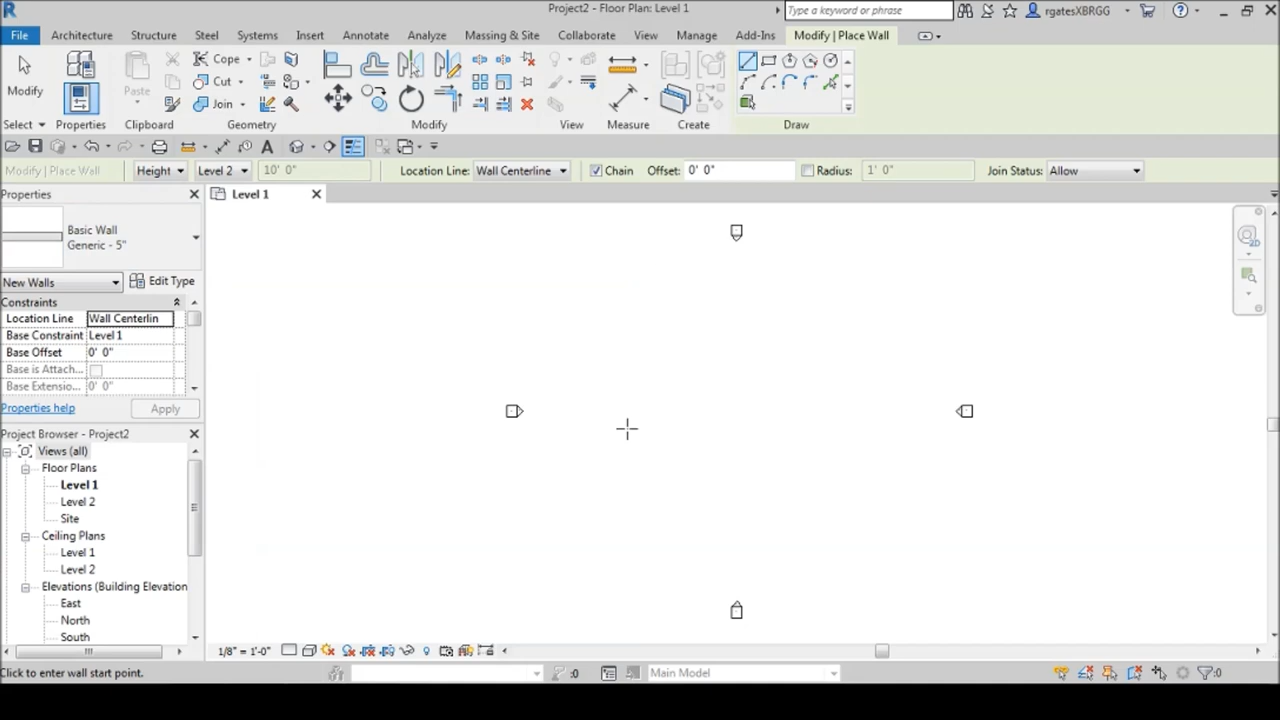 Project2 - Floor Plan: Level 1
Type a keyword or phrase
rgatesXBRGG
File Architecture Structure Steel Systems Insert Annotate Analyze Massing & Site Collaborate View Manage Add-Ins Modify | Place Wall
Modify
Paste
Cope
Cut
Join
Select Properties Clipboard Geometry Modify View Measure Create Draw
Modify | Place Wall Height Level 2 10' 0" Location Line: Wall Centerline Chain Offset: 0' 0" Radius: 1' 0" Join Status: Allow
Properties
Level 1
Basic Wall
Generic - 5"
New Walls Edit Type
Constraints
Location Line Wall Centerlin
Base Constraint Level 1
Base Offset 0' 0"
Base is Attach...
Base Extensio... 0' 0"
Properties help Apply
Project Browser - Project2
Views (all)
Floor Plans
Level 1
Level 2
Site
Ceiling Plans
Level 1
Level 2
Elevations (Building Elevation
East
North
South
2D
1/8" = 1'-0"
Click to enter wall start point.
:0
Main Model
:0